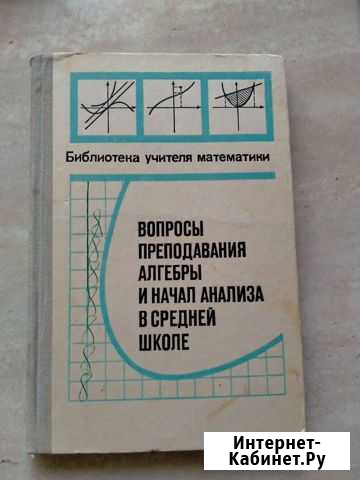 Библиотека учителя математики
ВОПРОСЫ
ПРЕПОДАВАНИЯ
АЛГЕБРЫ
И НАЧАЛ АНАЛИЗА
В СРЕДНЕЙ
ШКОЛЕ
Интернет-
Кабинет.Ру